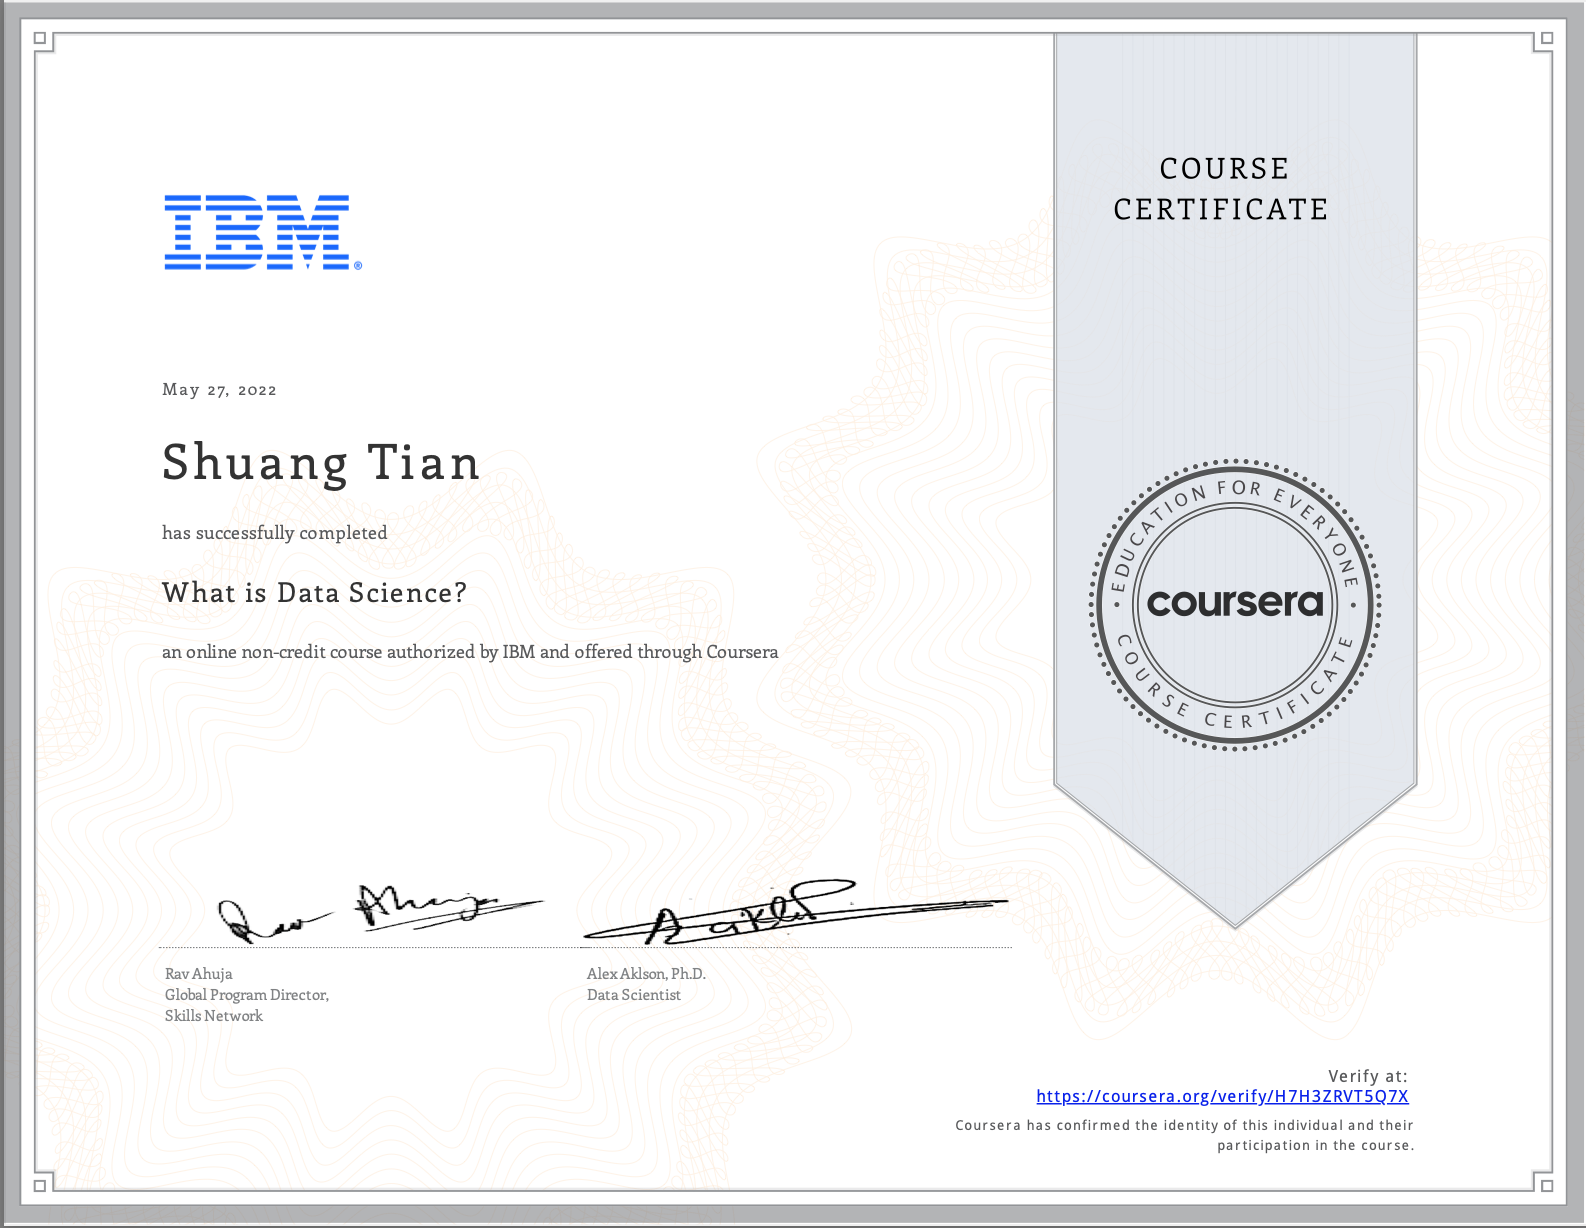 COURSE
CERTIFICATE
IBM®
May 27, 2022
Shuang Tian
has successfully completed
What is Data Science?
an online non-credit course authorized by IBM and offered through Coursera
EDUCATION FOR EVERYONE
coursera
COURSE CERTIFICATE
Rav Ahuja
Global Program Director,
Skills Network
Alex Aklson, Ph.D.
Data Scientist
Verify at:
https://coursera.org/verify/H7H3ZRVT5Q7X
Coursera has confirmed the identity of this individual and their
participation in the course.